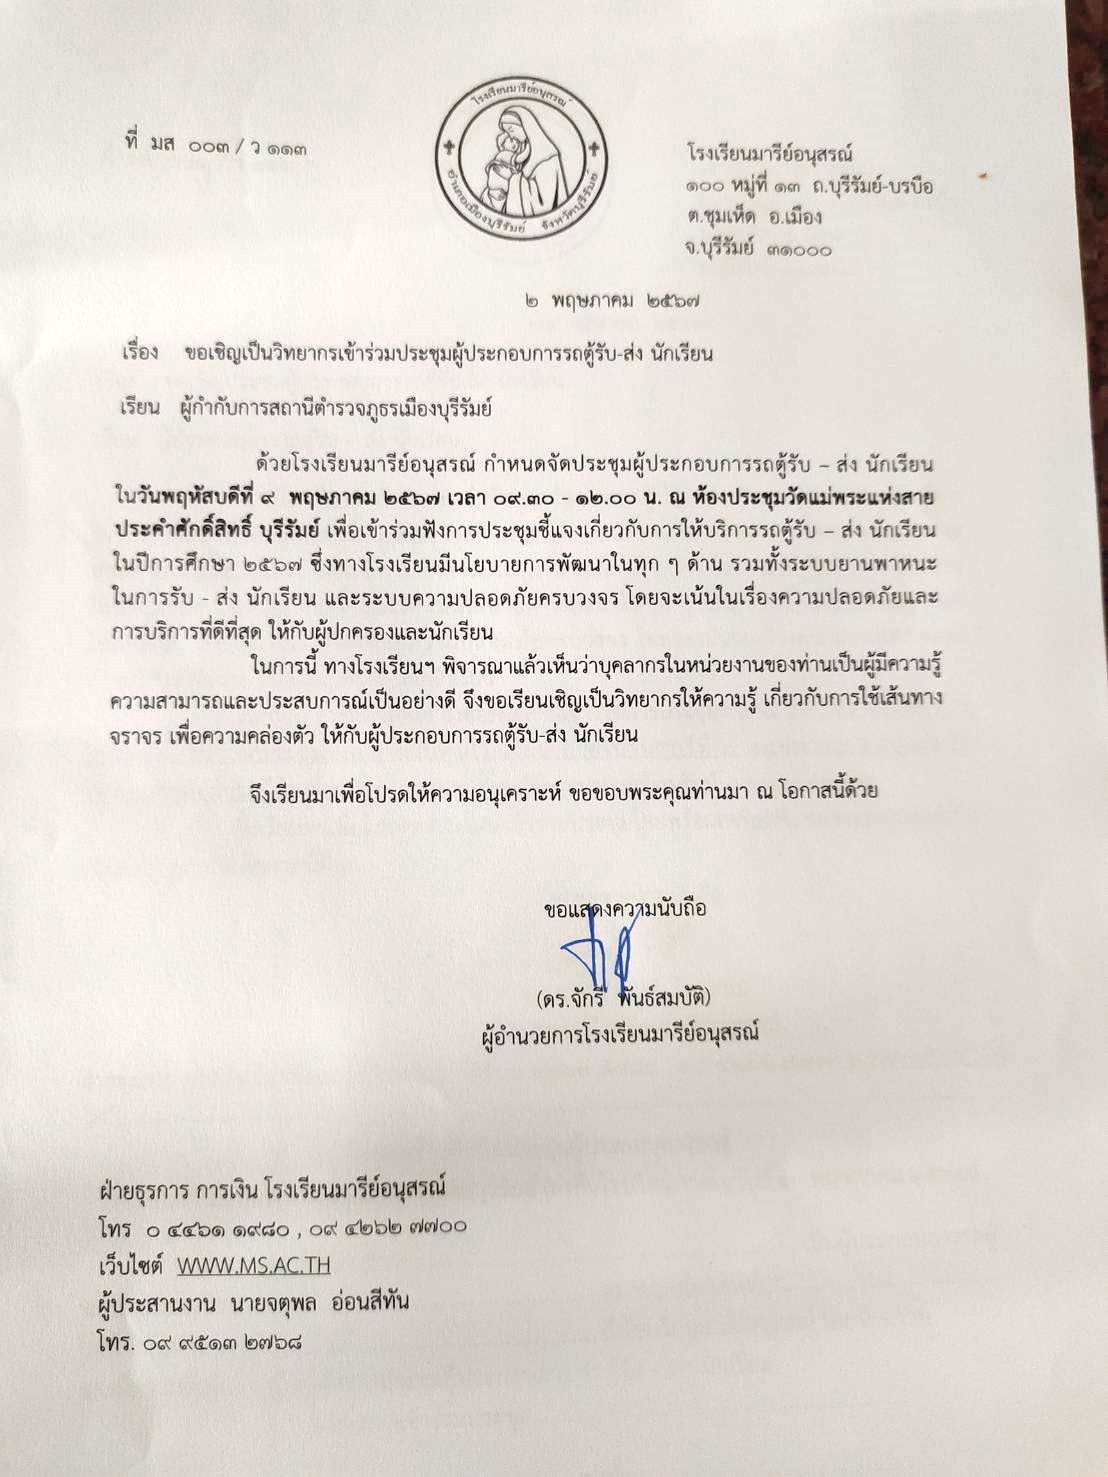 โรงเรียนมารีย์อนุสรณ์
อำเภอเมืองบุรีรัมย์ จังหวัดบุรีรัมย์
ที่ มส ๐๐๓ / ว ๑๑๓
โรงเรียนมารีย์อนุสรณ์
๑๐๐ หมู่ที่ ๑๓ ถ.บุรีรัมย์-บรบือ
ต.ชุมเห็ด อ.เมือง
จ.บุรีรัมย์ ๓๑๐๐๐
๒ พฤษภาคม ๒๕๖๗
เรื่อง ขอเชิญเป็นวิทยากรเข้าร่วมประชุมผู้ประกอบการรถตู้รับ-ส่ง นักเรียน
เรียน ผู้กำกับการสถานีตำรวจภูธรเมืองบุรีรัมย์
ด้วยโรงเรียนมารีย์อนุสรณ์ กำหนดจัดประชุมผู้ประกอบการรถตู้รับ – ส่ง นักเรียน
ในวันพฤหัสบดีที่ ๙ พฤษภาคม ๒๕๖๗ เวลา ๐๙.๓๐ - ๑๒.๐๐ น. ณ ห้องประชุมวัดแม่พระแห่งสาย
ประคำศักดิ์สิทธิ์ บุรีรัมย์ เพื่อเข้าร่วมฟังการประชุมชี้แจงเกี่ยวกับการให้บริการรถตู้รับ – ส่ง นักเรียน
ในปีการศึกษา ๒๕๖๗ ซึ่งทางโรงเรียนมีนโยบายการพัฒนาในทุก ๆ ด้าน รวมทั้งระบบยานพาหนะ
ในการรับ - ส่ง นักเรียน และระบบความปลอดภัยครบวงจร โดยจะเน้นในเรื่องความปลอดภัยและ
การบริการที่ดีที่สุด ให้กับผู้ปกครองและนักเรียน
ในการนี้ ทางโรงเรียนฯ พิจารณาแล้วเห็นว่าบุคลากรในหน่วยงานของท่านเป็นผู้มีความรู้
ความสามารถและประสบการณ์เป็นอย่างดี จึงขอเรียนเชิญเป็นวิทยากรให้ความรู้ เกี่ยวกับการใช้เส้นทาง
จราจร เพื่อความคล่องตัว ให้กับผู้ประกอบการรถตู้รับ-ส่ง นักเรียน
จึงเรียนมาเพื่อโปรดให้ความอนุเคราะห์ ขอขอบพระคุณท่านมา ณ โอกาสนี้ด้วย
ขอแสดงความนับถือ
(ดร.จักรี พันธ์สมบัติ)
ผู้อำนวยการโรงเรียนมารีย์อนุสรณ์
ฝ่ายธุรการ การเงิน โรงเรียนมารีย์อนุสรณ์
โทร ๐ ๔๔๖๑ ๑๙๘๐ , ๐๙ ๔๒๖๒ ๗๗๐๐
เว็บไซต์ WWW.MS.AC.TH
ผู้ประสานงาน นายจตุพล อ่อนสีทัน
โทร. ๐๙ ๙๕๑๓ ๒๗๖๘